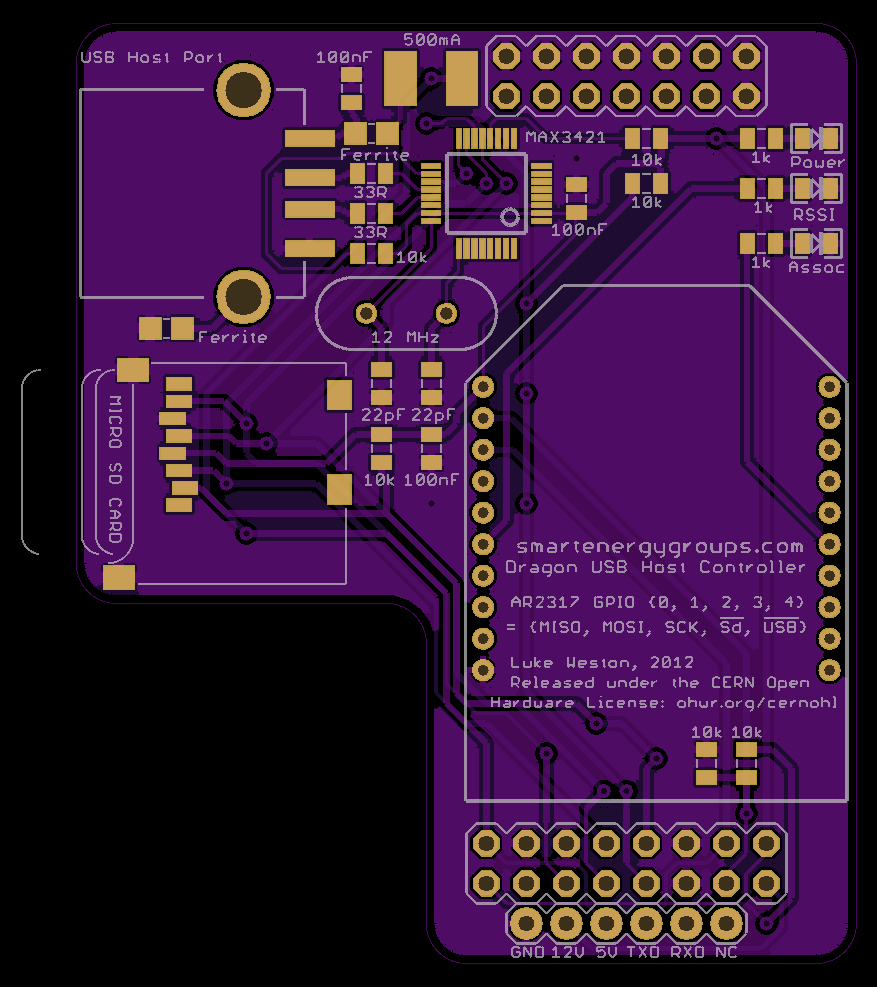 500mA
USB Host Port
100nF
MAX3421
Ferrite
10k
1k
Power
33R
10k
1k
RSSI
33R
100nF
10k
1k
Assoc
Ferrite
12 MHz
22pF 22pF
MICRO SD CARD
10k 100nF
smartenergygroups.com
Dragon USB Host Controller
AR2317 GPIO (0, 1, 2, 3, 4)
= (MISO, MOSI, SCK, Sd, USB)
Luke Weston, 2012
Released under the CERN Open
Hardware License: ohwr.org/cernohl
10k 10k
GND 12V 5V TXD RXD NC